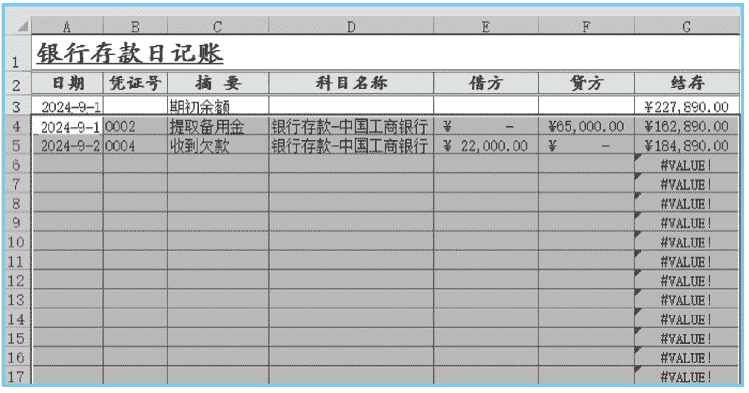 A B C D E F G
1 银行存款日记账
2 日期 凭证号 摘 要 科目名称 借方 贷方 结存
3 2024-9-1 期初余额 ¥227,890.00
4 2024-9-1 0002 提取备用金 银行存款-中国工商银行 ¥ - ¥65,000.00 ¥162,890.00
5 2024-9-2 0004 收到欠款 银行存款-中国工商银行 ¥ 22,000.00 ¥ - ¥184,890.00
6 #VALUE!
7 #VALUE!
8 #VALUE!
9 #VALUE!
10 #VALUE!
11 #VALUE!
12 #VALUE!
13 #VALUE!
14 #VALUE!
15 #VALUE!
16 #VALUE!
17 #VALUE!